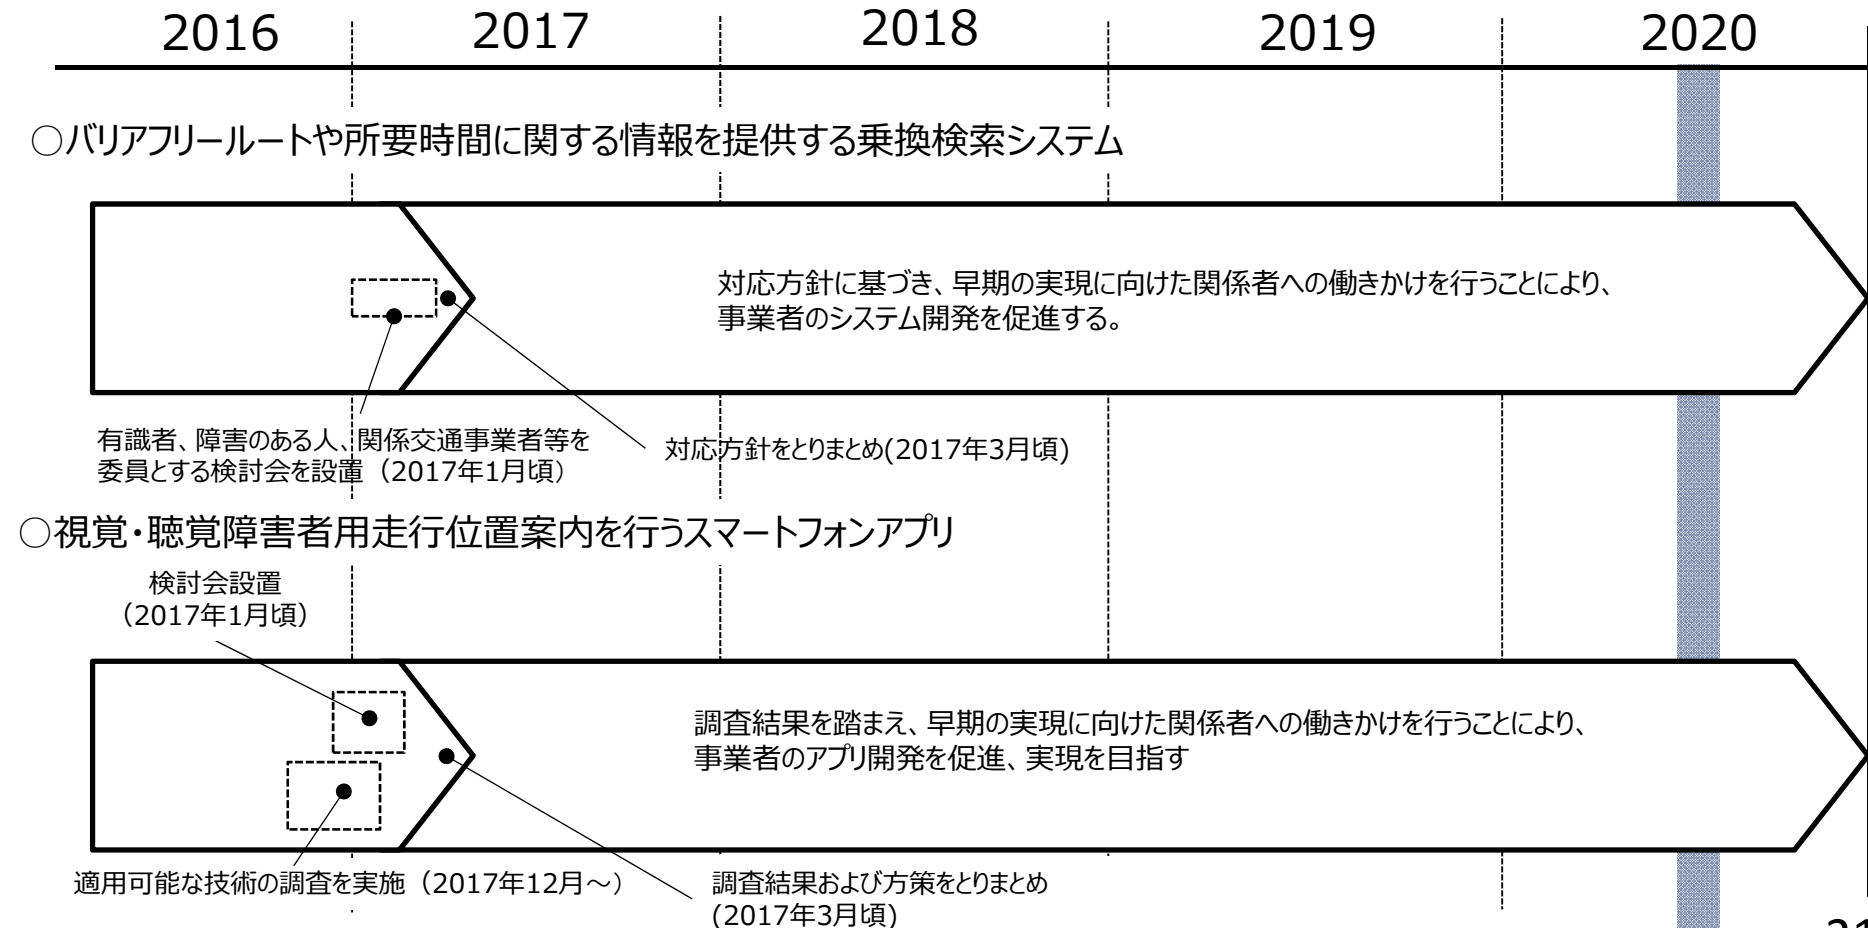 2016 2017 2018 2019 2020
○バリアフリールートや所要時間に関する情報を提供する乗換検索システム
対応方針に基づき、早期の実現に向けた関係者への働きかけを行うことにより、
事業者のシステム開発を促進する。
有識者、障害のある人、関係交通事業者等を
委員とする検討会を設置（2017年1月頃）
対応方針をとりまとめ(2017年3月頃)
○視覚・聴覚障害者用走行位置案内を行うスマートフォンアプリ
検討会設置
（2017年1月頃）
調査結果を踏まえ、早期の実現に向けた関係者への働きかけを行うことにより、
事業者のアプリ開発を促進、実現を目指す
適用可能な技術の調査を実施（2017年12月～）
調査結果および方策をとりまとめ
(2017年3月頃)